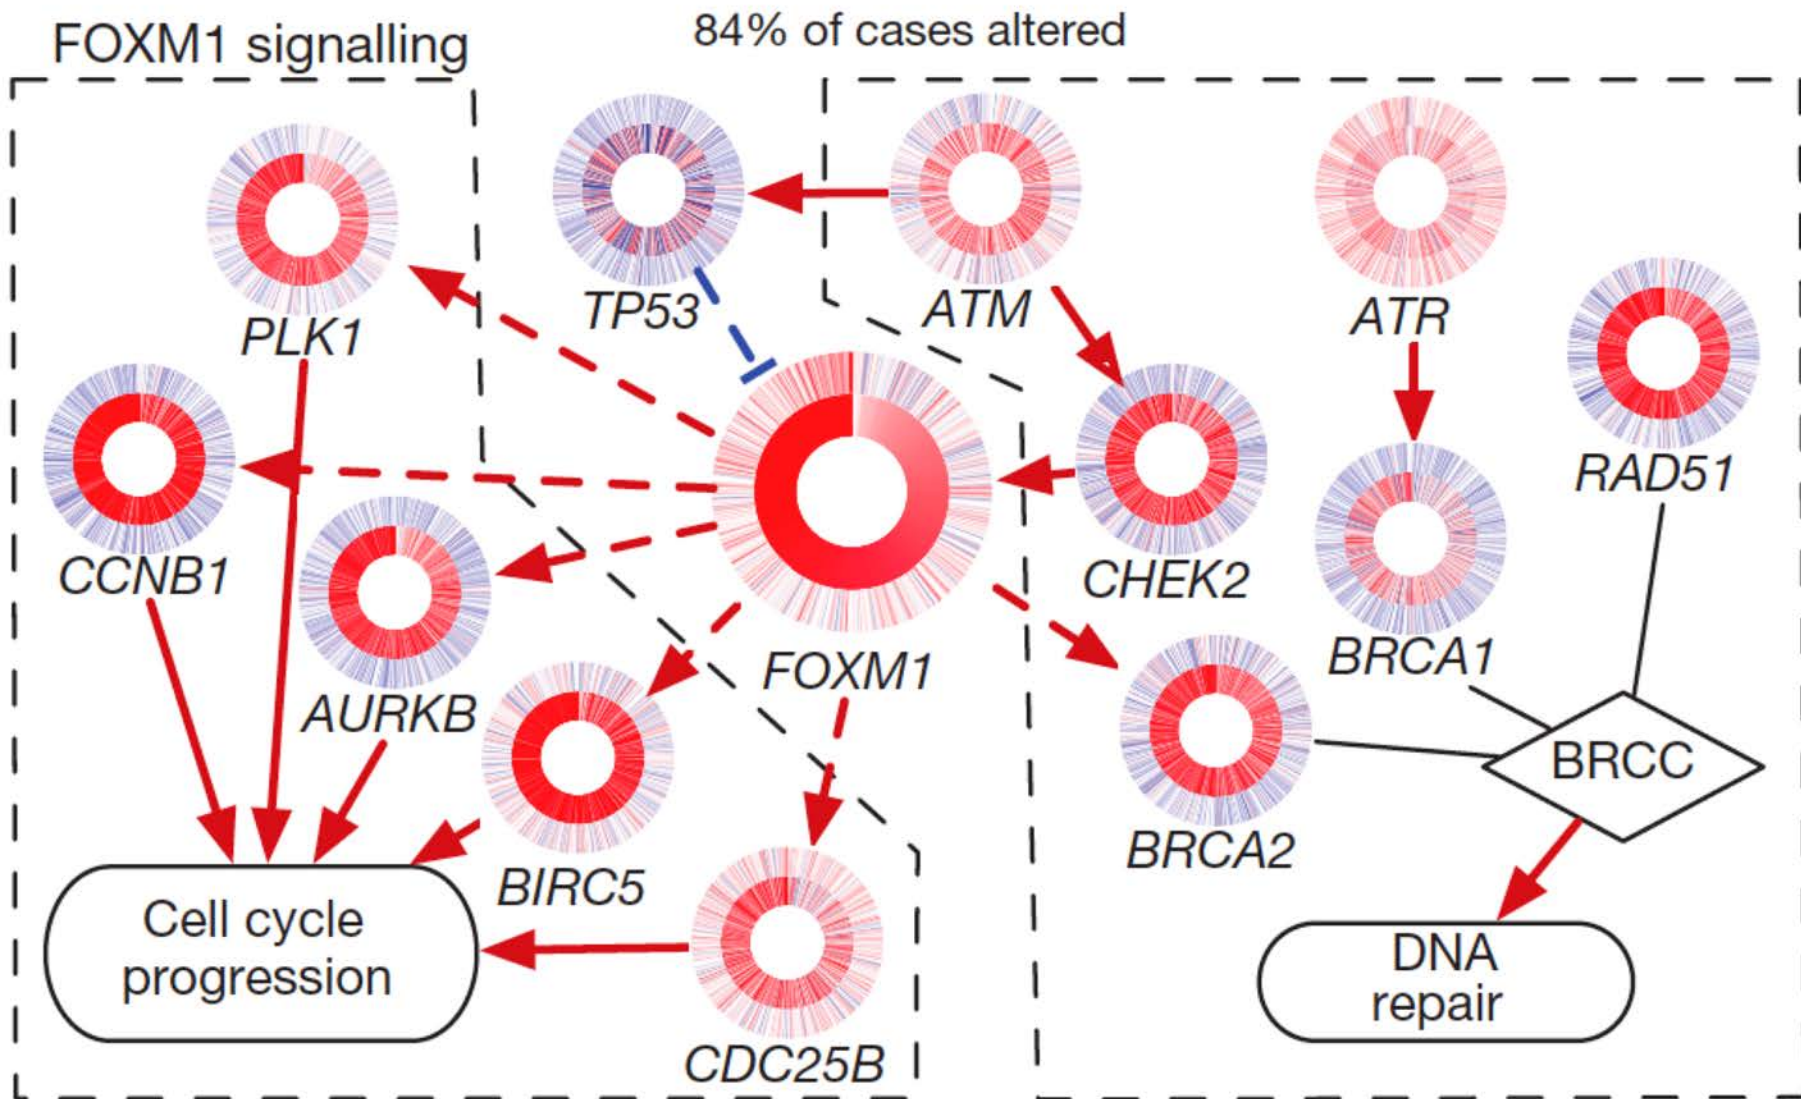 FOXM1 signalling
84% of cases altered
PLK1
TP53
ATM
ATR
RAD51
CCNB1
CHEK2
BRCA1
AURKB
FOXM1
BRCC
BIRC5
BRCA2
Cell cycle
progression
DNA
repair
CDC25B